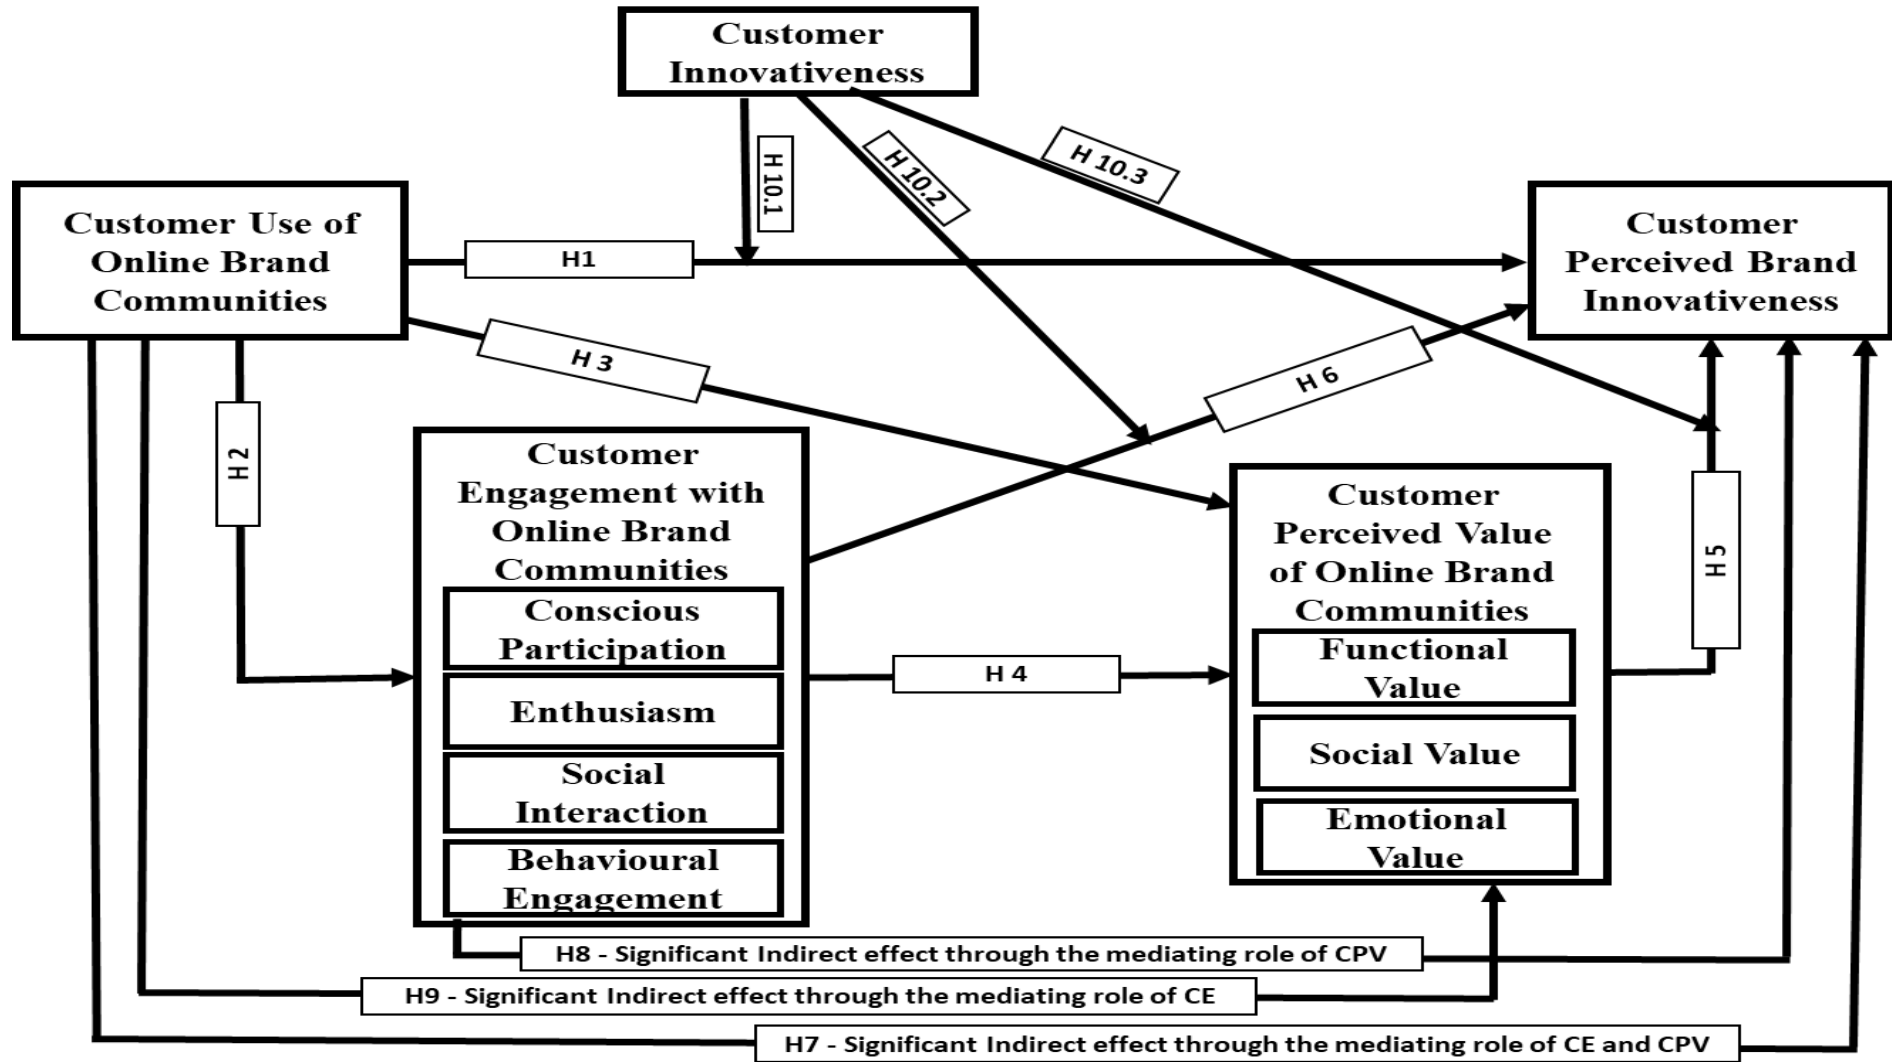 Customer
Innovativeness
H 10.1
H 10.2
H 10.3
Customer Use of
Online Brand
Communities
H1
Customer
Perceived Brand
Innovativeness
H 3
H 6
H 2
Customer
Engagement with
Online Brand
Communities
Conscious
Participation
Enthusiasm
Social
Interaction
Behavioural
Engagement
H 4
Customer
Perceived Value
of Online Brand
Communities
Functional
Value
Social Value
Emotional
Value
H 5
H8 - Significant Indirect effect through the mediating role of CPV
H9 - Significant Indirect effect through the mediating role of CE
H7 - Significant Indirect effect through the mediating role of CE and CPV